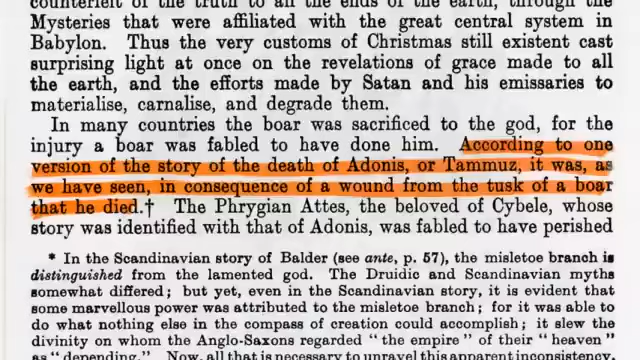 counterfeit of the truth to all the ends of the earth, through the
Mysteries that were affiliated with the great central system in
Babylon. Thus the very customs of Christmas still existent cast
surprising light at once on the revelations of grace made to all
the earth, and the efforts made by Satan and his emissaries to
materialise, carnalise, and degrade them.
In many countries the boar was sacrificed to the god, for the
injury a boar was fabled to have done him. According to one
version of the story of the death of Adonis, or Tammuz, it was, as
we have seen, in consequence of a wound from the tusk of a boar
that he died.† The Phrygian Attes, the beloved of Cybele, whose
story was identified with that of Adonis, was fabled to have perished
* In the Scandinavian story of Balder (see ante, p. 57), the misletoe branch is
distinguished from the lamented god. The Druidic and Scandinavian myths
somewhat differed; but yet, even in the Scandinavian story, it is evident that
some marvellous power was attributed to the misletoe branch; for it was able to
do what nothing else in the compass of creation could accomplish; it slew the
divinity on whom the Anglo-Saxons regarded "the empire" of their "heaven"
as "depending." Now, all that is necessary to unravel this apparent inconsistency,